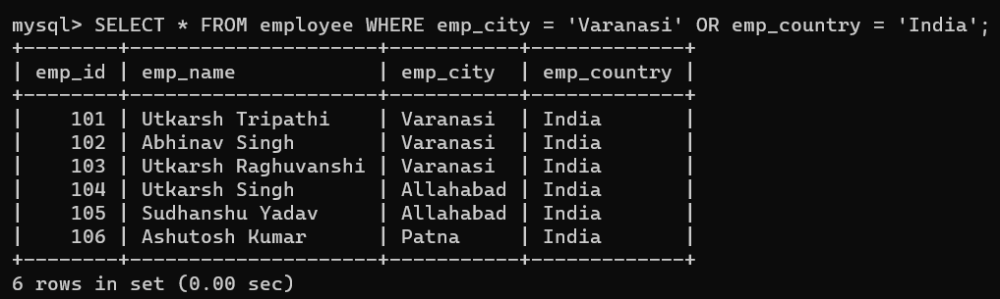 mysql> SELECT * FROM employee WHERE emp_city = 'Varanasi' OR emp_country = 'India';
+--------+---------------------+-----------+-------------+
| emp_id | emp_name            | emp_city  | emp_country |
+--------+---------------------+-----------+-------------+
|    101 | Utkarsh Tripathi    | Varanasi  | India       |
|    102 | Abhinav Singh       | Varanasi  | India       |
|    103 | Utkarsh Raghuvanshi | Varanasi  | India       |
|    104 | Utkarsh Singh       | Allahabad | India       |
|    105 | Sudhanshu Yadav     | Allahabad | India       |
|    106 | Ashutosh Kumar      | Patna     | India       |
+--------+---------------------+-----------+-------------+
6 rows in set (0.00 sec)